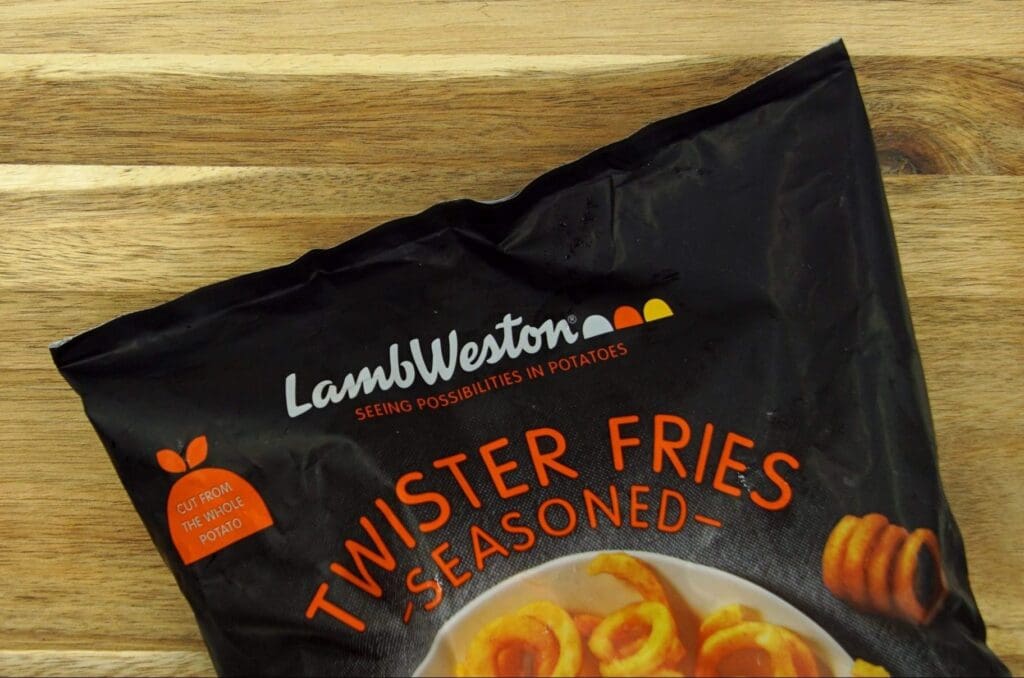 LambWeston®
SEEING POSSIBILITIES IN POTATOES
TWISTER FRIES
-SEASONED-
CUT FROM
THE WHOLE
POTATO